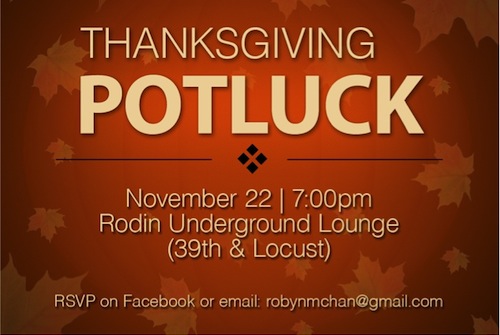 THANKSGIVING
POTLUCK
November 22 | 7:00pm
Rodin Underground Lounge
(39th & Locust)
RSVP on Facebook or email: robynmchan@gmail.com